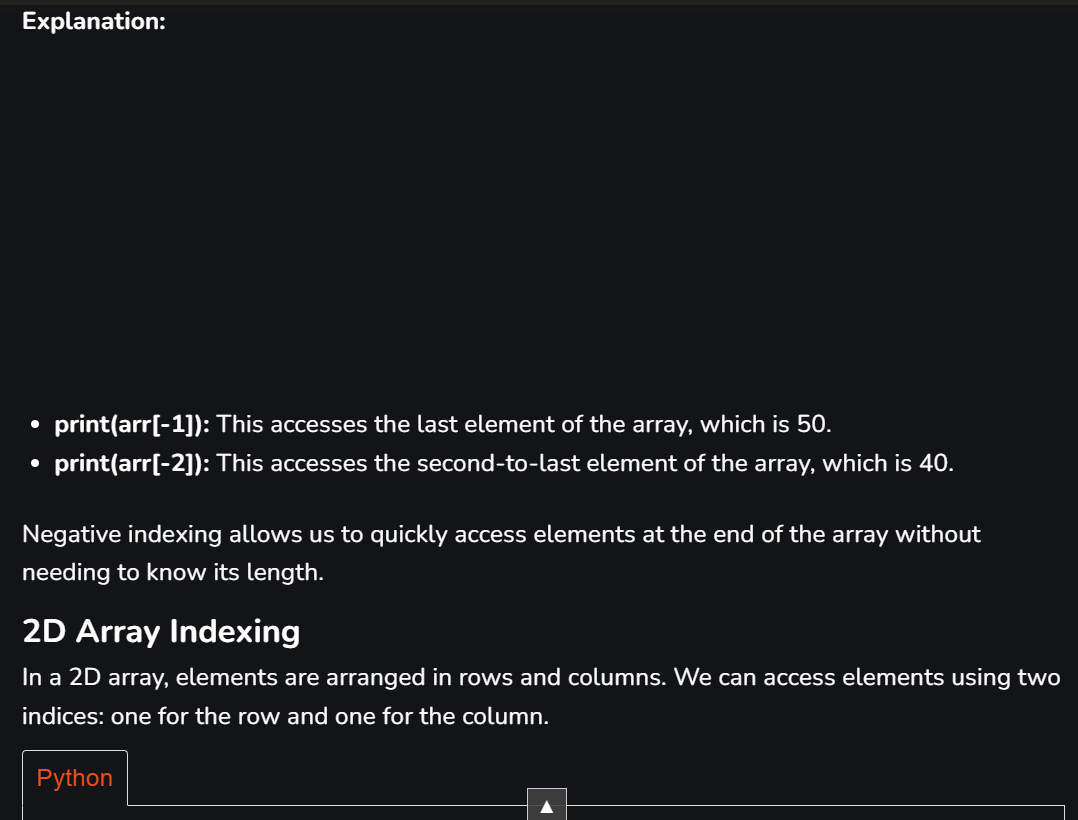 Explanation:
print(arr[-1]): This accesses the last element of the array, which is 50.
print(arr[-2]): This accesses the second-to-last element of the array, which is 40.
Negative indexing allows us to quickly access elements at the end of the array without
needing to know its length.
2D Array Indexing
In a 2D array, elements are arranged in rows and columns. We can access elements using two
indices: one for the row and one for the column.
Python